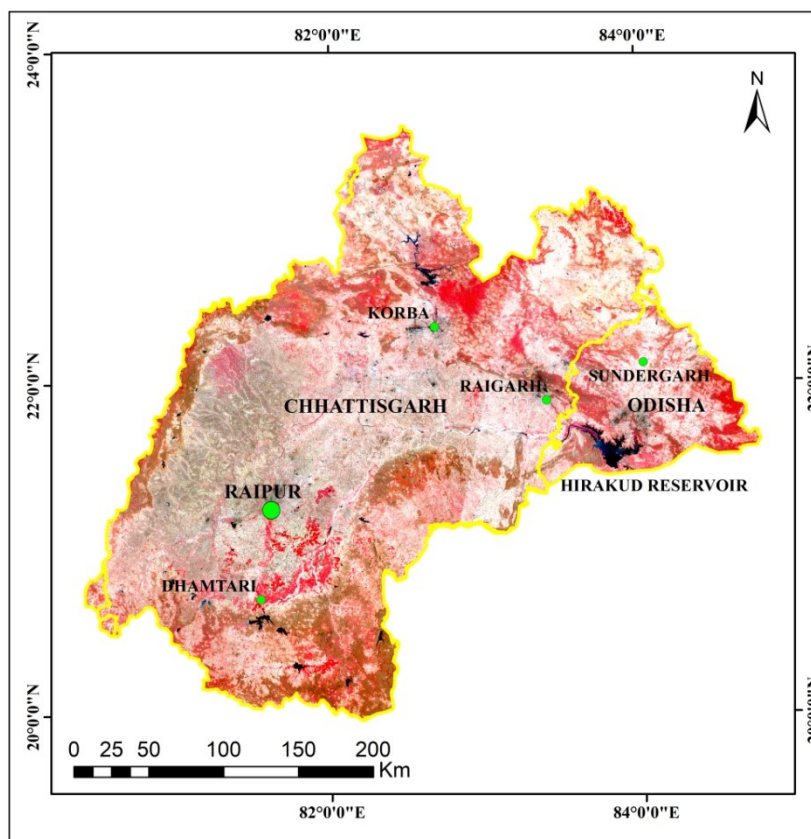 82°0'0"E 84°0'0"E
24°0'0"N
N
KORBA
RAIGARH
SUNDERGARH
22°0'0"N
CHHATTISGARH
ODISHA
HIRAKUD RESERVOIR
RAIPUR
DHAMTARI
20°0'0"N
0 25 50 100 150 200
Km
82°0'0"E 84°0'0"E